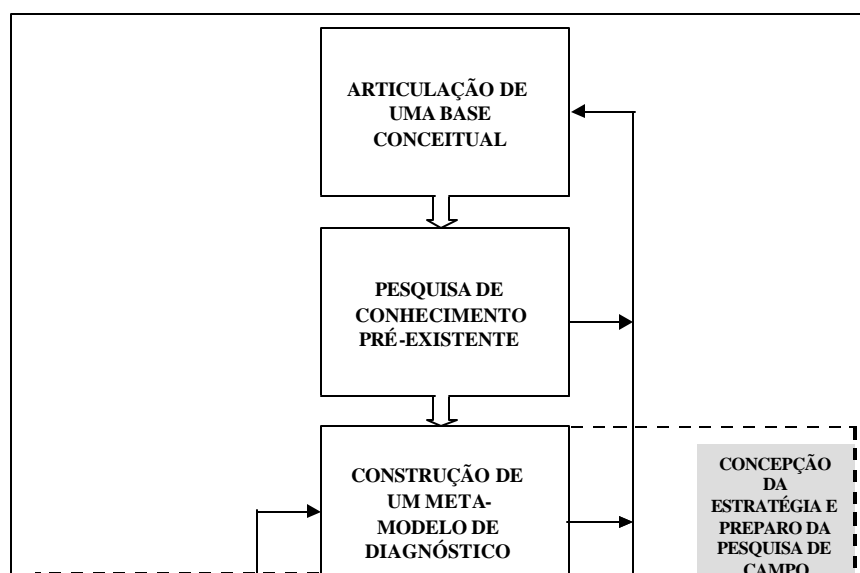 ARTICULAÇÃO DE
UMA BASE
CONCEITUAL
PESQUISA DE
CONHECIMENTO
PRÉ-EXISTENTE
CONSTRUÇÃO DE
UM META-
MODELO DE
DIAGNÓSTICO
CONCEPÇÃO
DA
ESTRATÉGIA E
PREPARO DA
PESQUISA DE
CAMPO